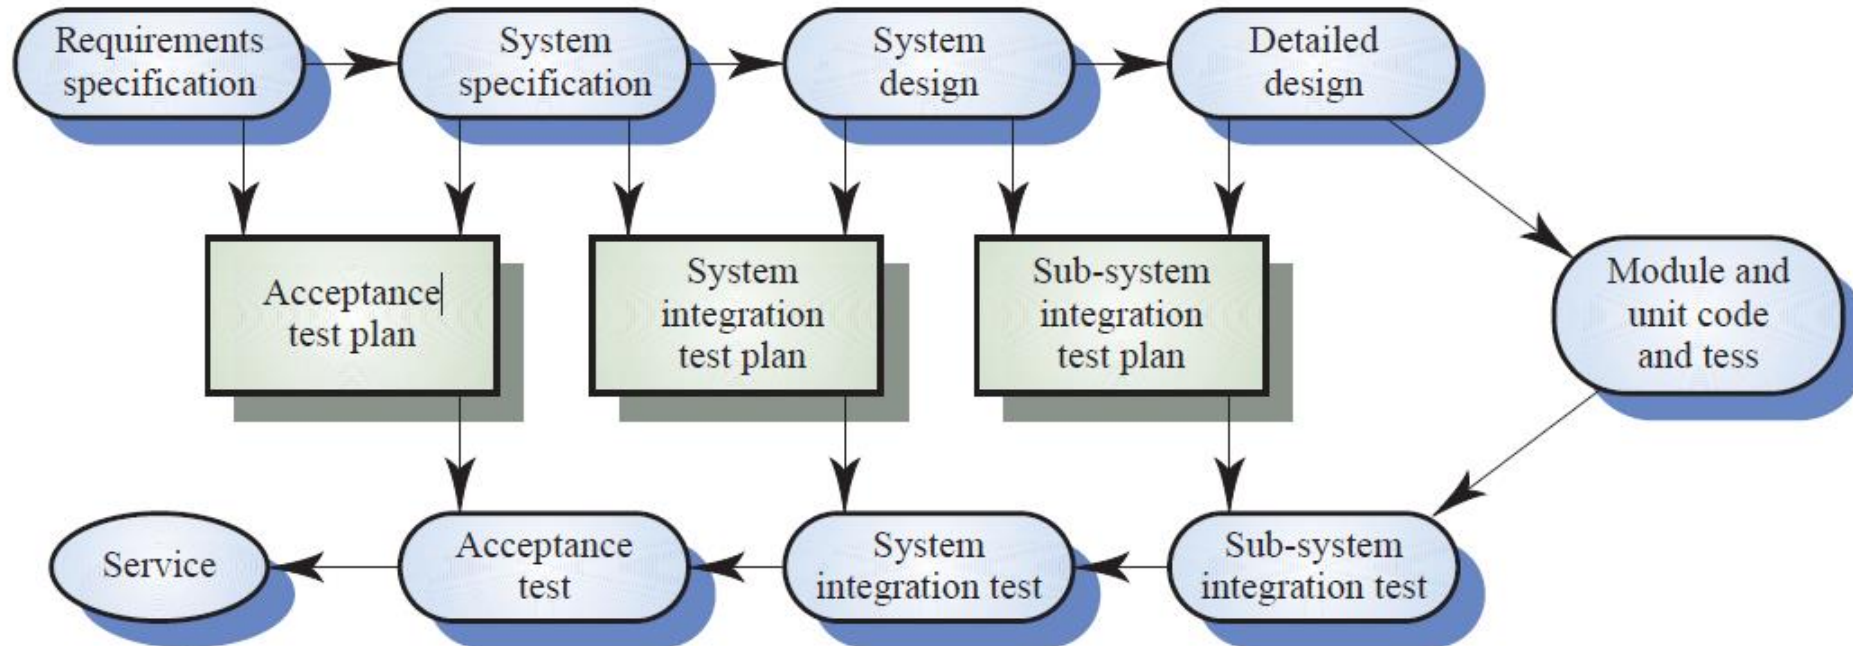 Requirements
specification
System
specification
System
design
Detailed
design
Acceptance
test plan
System
integration
test plan
Sub-system
integration
test plan
Module and
unit code
and tess
Service
Acceptance
test
System
integration test
Sub-system
integration test